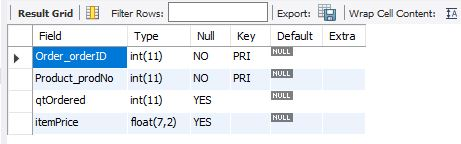 Result Grid Filter Rows: Export: Wrap Cell Content: IA
Field Type Null Key Default Extra
Order_orderID int(11) NO PRI NULL
Product_prodNo int(11) NO PRI NULL
qtOrdered int(11) YES NULL
itemPrice float(7,2) YES NULL